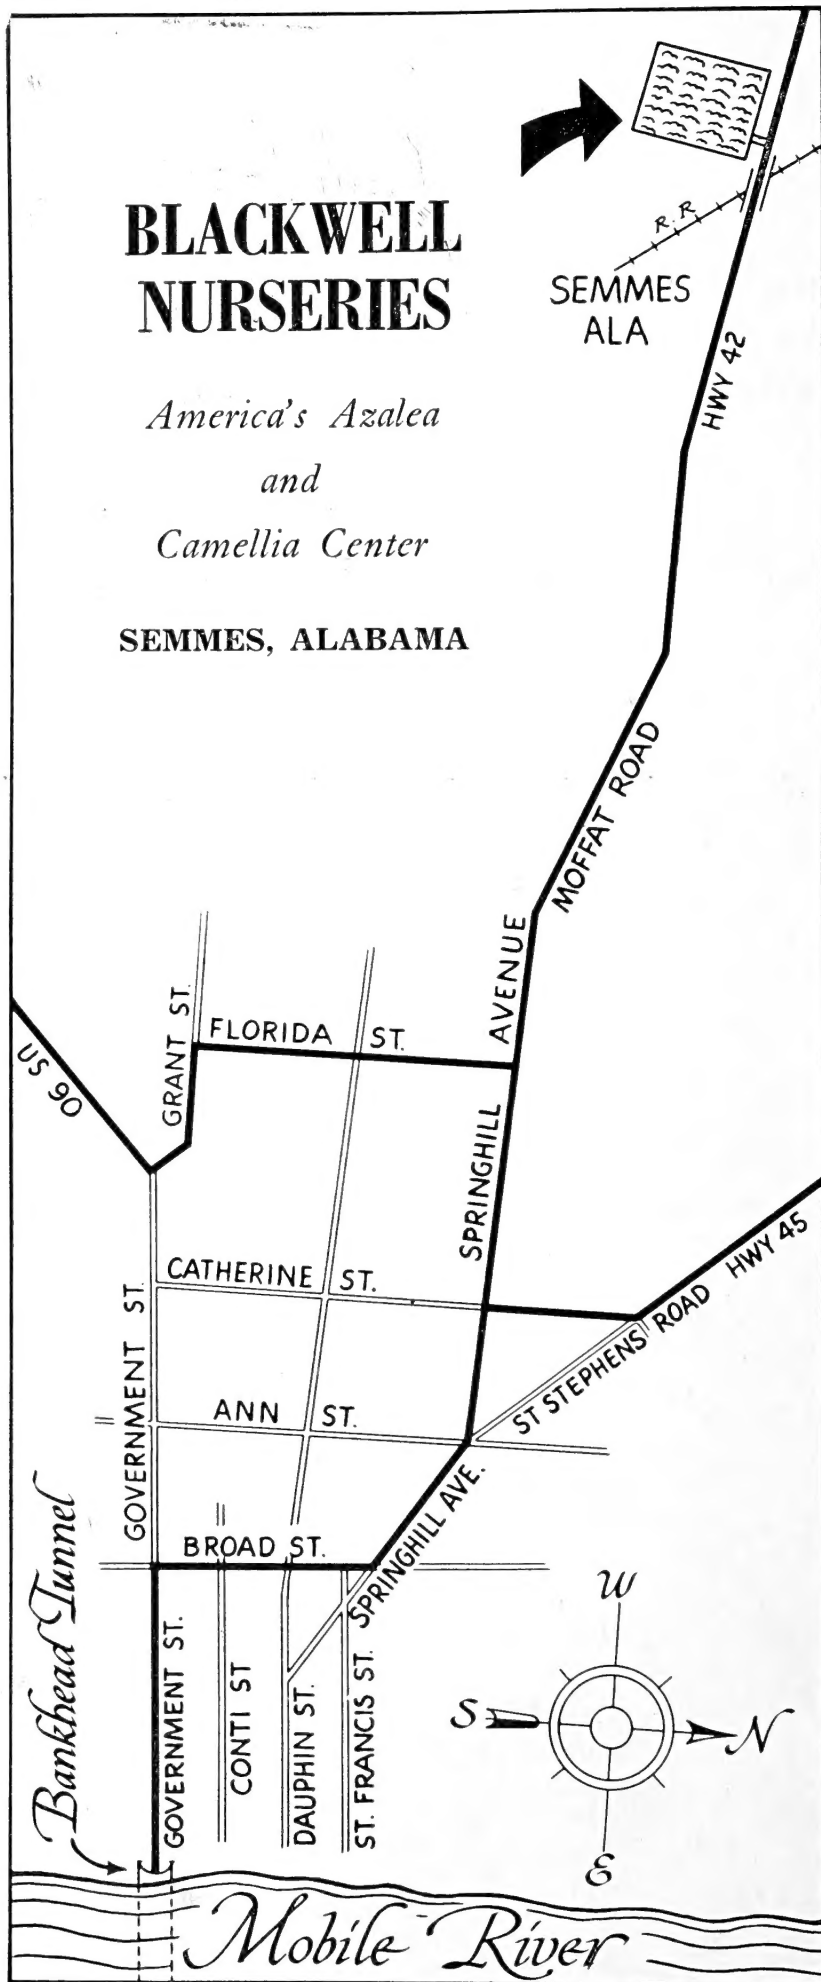 BLACKWELL
NURSERIES
America's Azalea
and
Camellia Center
SEMMES, ALABAMA
R. R
SEMMES
ALA
HWY 42
MOFFAT ROAD
AVENUE
SPRINGHILL
FLORIDA ST.
GRANT ST.
US 90
CATHERINE ST.
HWY 45
ST STEPHENS ROAD
GOVERNMENT ST.
ANN ST.
SPRINGHILL AVE.
BROAD ST.
Bankhead Tunnel
GOVERNMENT ST.
CONTI ST
DAUPHIN ST.
ST. FRANCIS ST.
W
S
N
E
Mobile River